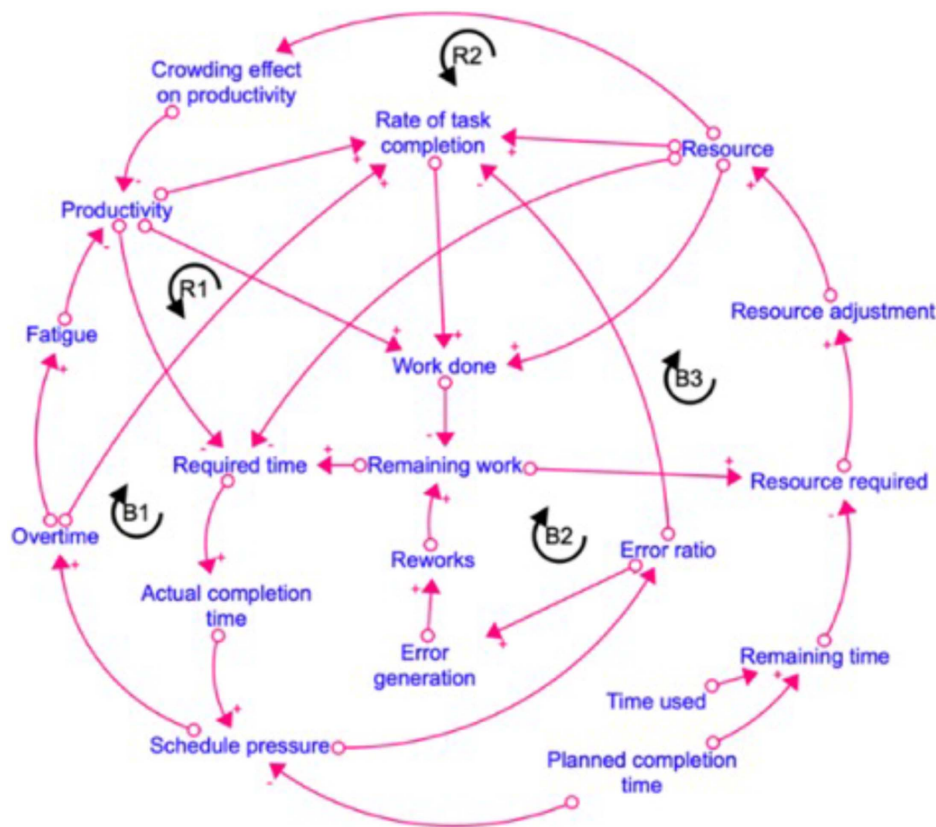 R2
Crowding effect
on productivity
Rate of task
completion
Resource
Productivity
R1
Fatigue
Resource adjustment
Work done
B3
Required time
Remaining work
Resource required
B1
B2
Overtime
Reworks
Error ratio
Actual completion
time
Error
generation
Remaining time
Time used
Schedule pressure
Planned completion
time